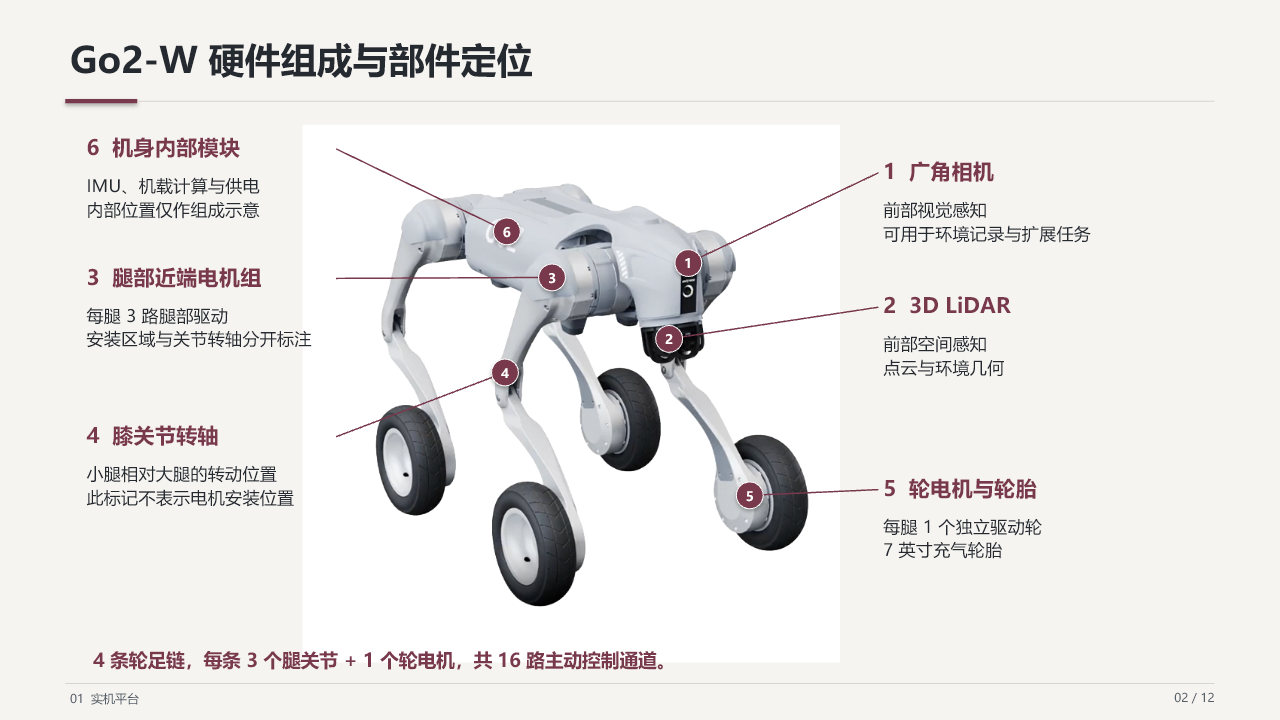 Go2-W 硬件组成与部件定位
6 机身内部模块
IMU、机载计算与供电
内部位置仅作组成示意
3 腿部近端电机组
每腿 3 路腿部驱动
安装区域与关节转轴分开标注
4 膝关节转轴
小腿相对大腿的转动位置
此标记不表示电机安装位置
6
3
4
1
2
5
1 广角相机
前部视觉感知
可用于环境记录与扩展任务
2 3D LiDAR
前部空间感知
点云与环境几何
5 轮电机与轮胎
每腿 1 个独立驱动轮
7 英寸充气轮胎
4 条轮足链，每条 3 个腿关节 + 1 个轮电机，共 16 路主动控制通道。
01 实机平台
02 / 12